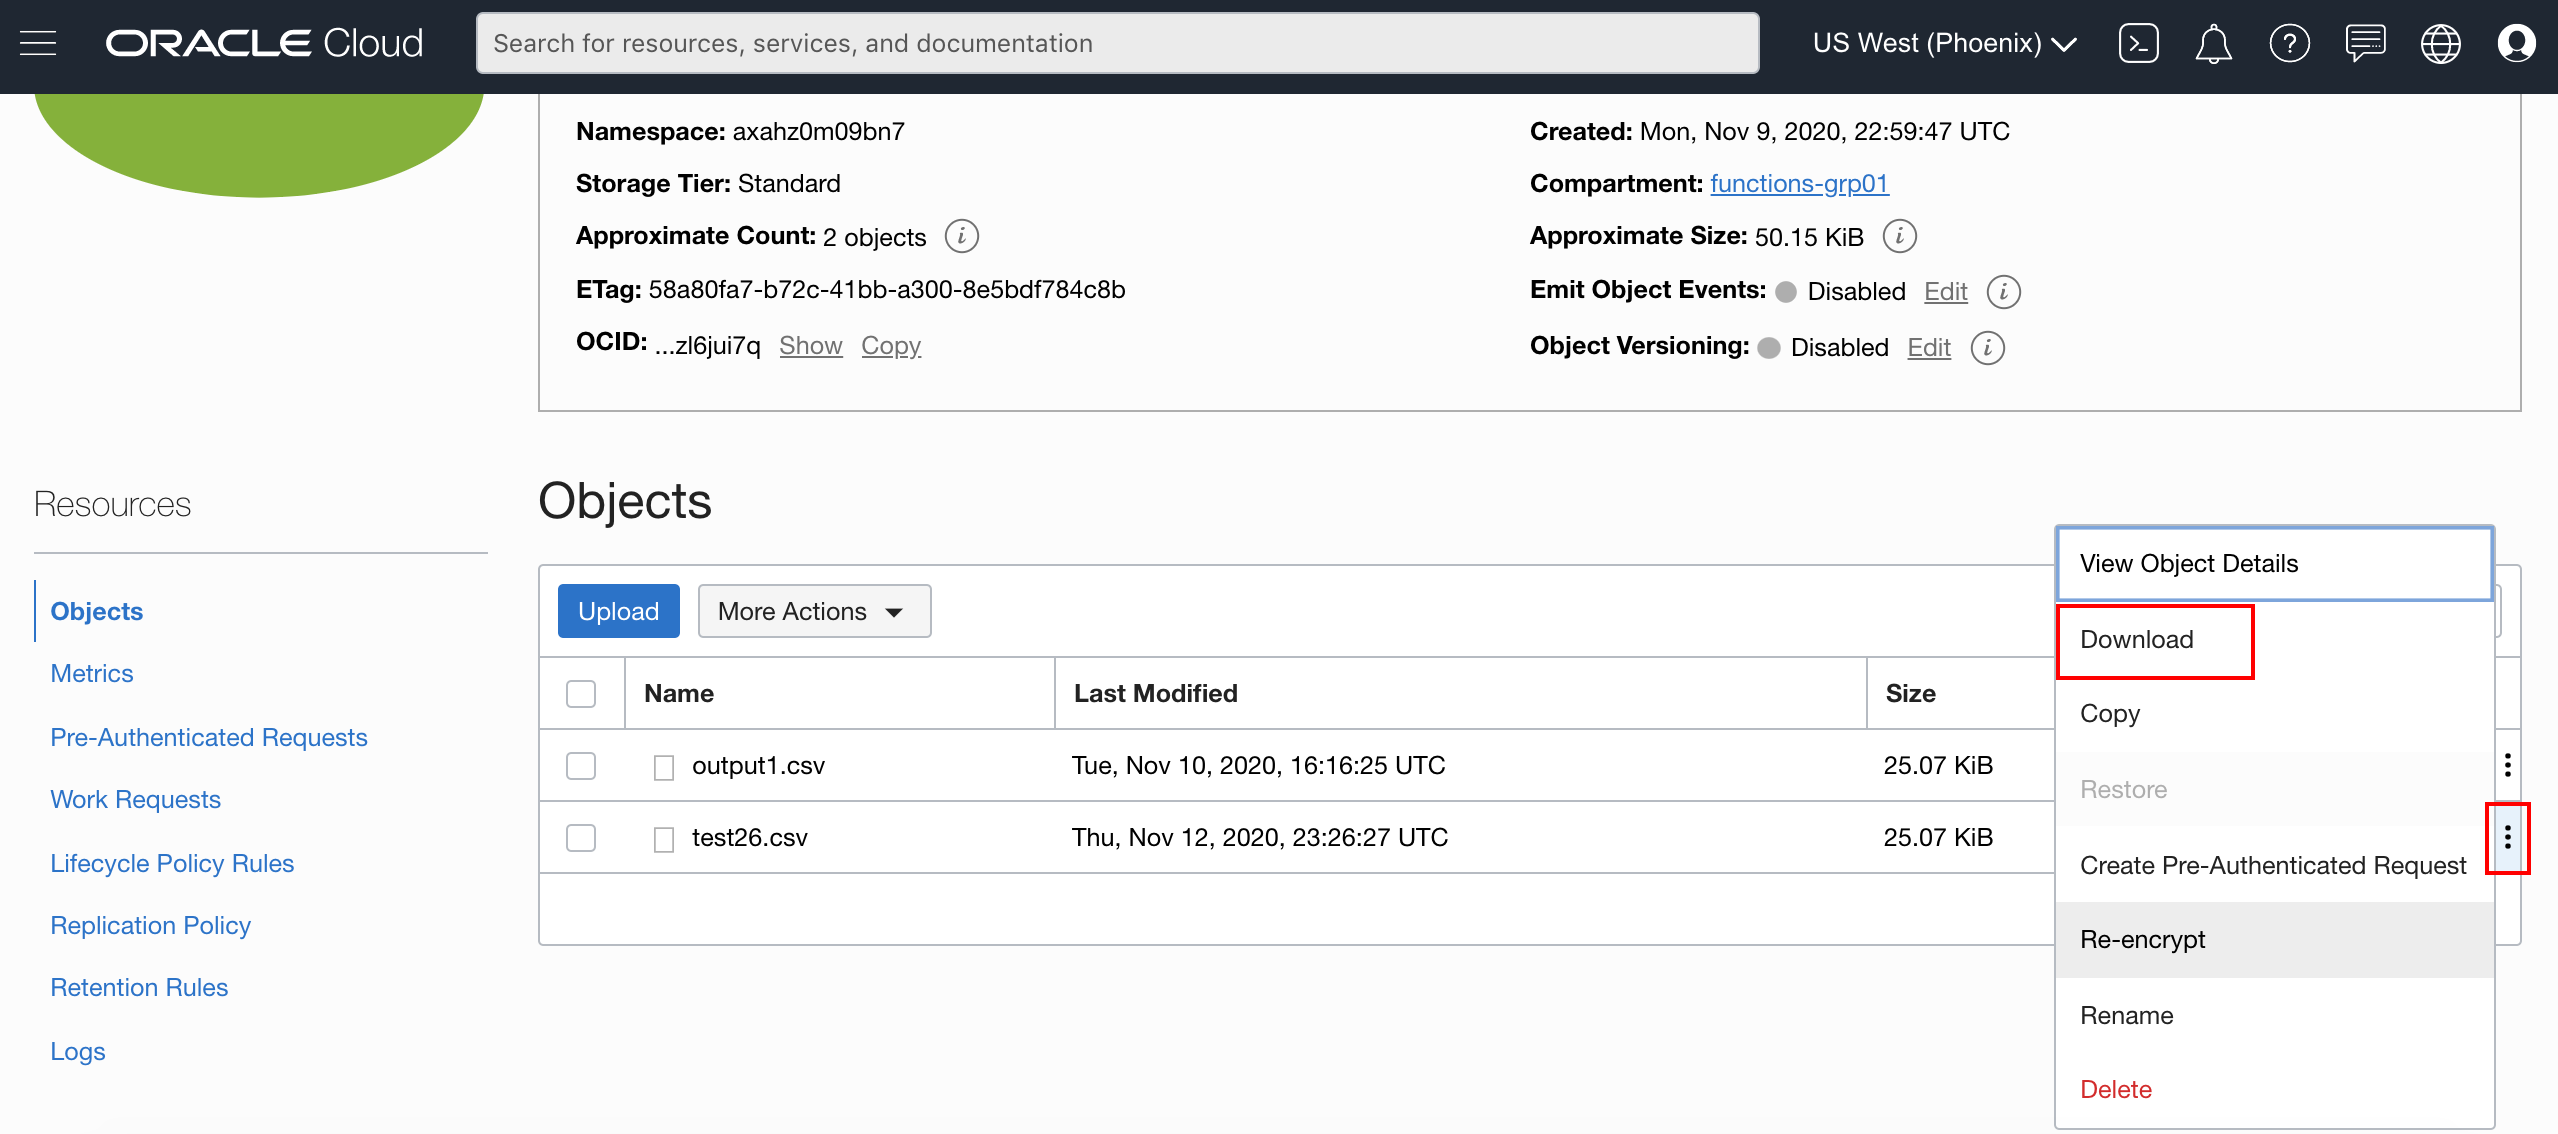 ORACLE Cloud
Search for resources, services, and documentation
US West (Phoenix)
Namespace: axahz0m09bn7
Created: Mon, Nov 9, 2020, 22:59:47 UTC
Storage Tier: Standard
Compartment: functions-grp01
Approximate Count: 2 objects
Approximate Size: 50.15 KiB
ETag: 58a80fa7-b72c-41bb-a300-8e5bdf784c8b
Emit Object Events: Disabled Edit
OCID: ...zl6jui7q Show Copy
Object Versioning: Disabled Edit
Resources
Objects
Metrics
Pre-Authenticated Requests
Work Requests
Lifecycle Policy Rules
Replication Policy
Retention Rules
Logs
Objects
Upload More Actions
Name Last Modified Size
output1.csv Tue, Nov 10, 2020, 16:16:25 UTC 25.07 KiB
test26.csv Thu, Nov 12, 2020, 23:26:27 UTC 25.07 KiB
View Object Details
Download
Copy
Restore
Create Pre-Authenticated Request
Re-encrypt
Rename
Delete